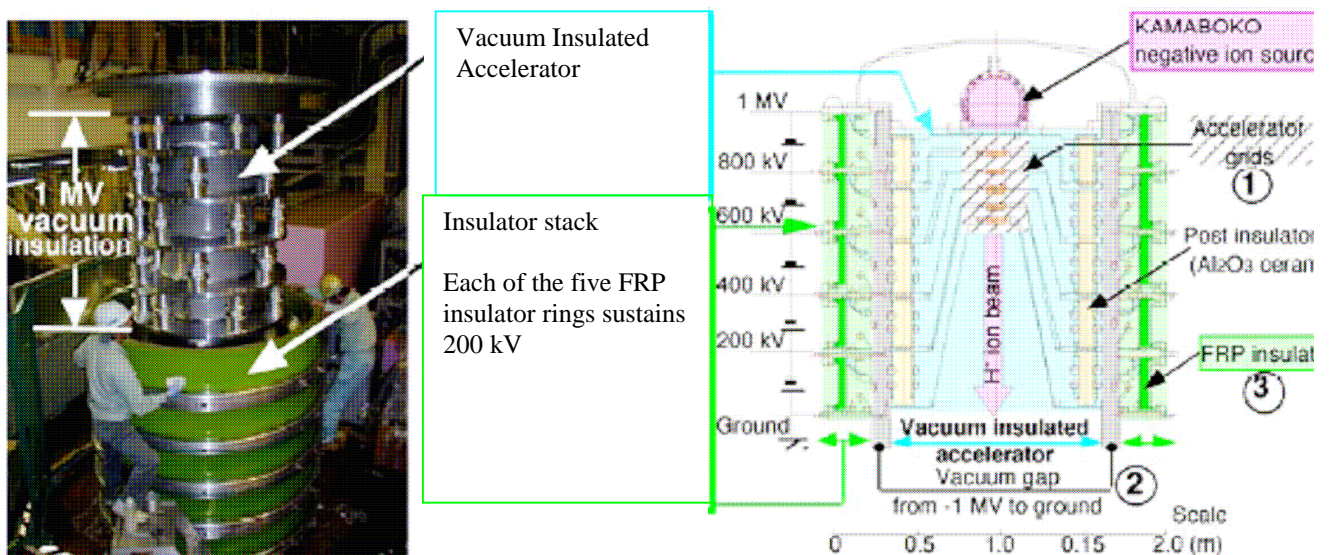 1 MV
vacuum
insulation
Vacuum Insulated
Accelerator
Insulator stack
Each of the five FRP
insulator rings sustains
200 kV
1 MV
800 kV
600 kV
400 kV
200 kV
Ground
KAMABOKO
negative ion sourc
Accelerator
grids
1
Post insulator
(Al2O3 ceram
FRP insulat
3
H⁻ ion beam
Vacuum insulated
accelerator
Vacuum gap
from -1 MV to ground
2
Scale
0 0.5 1.0 0.15 2.0 (m)